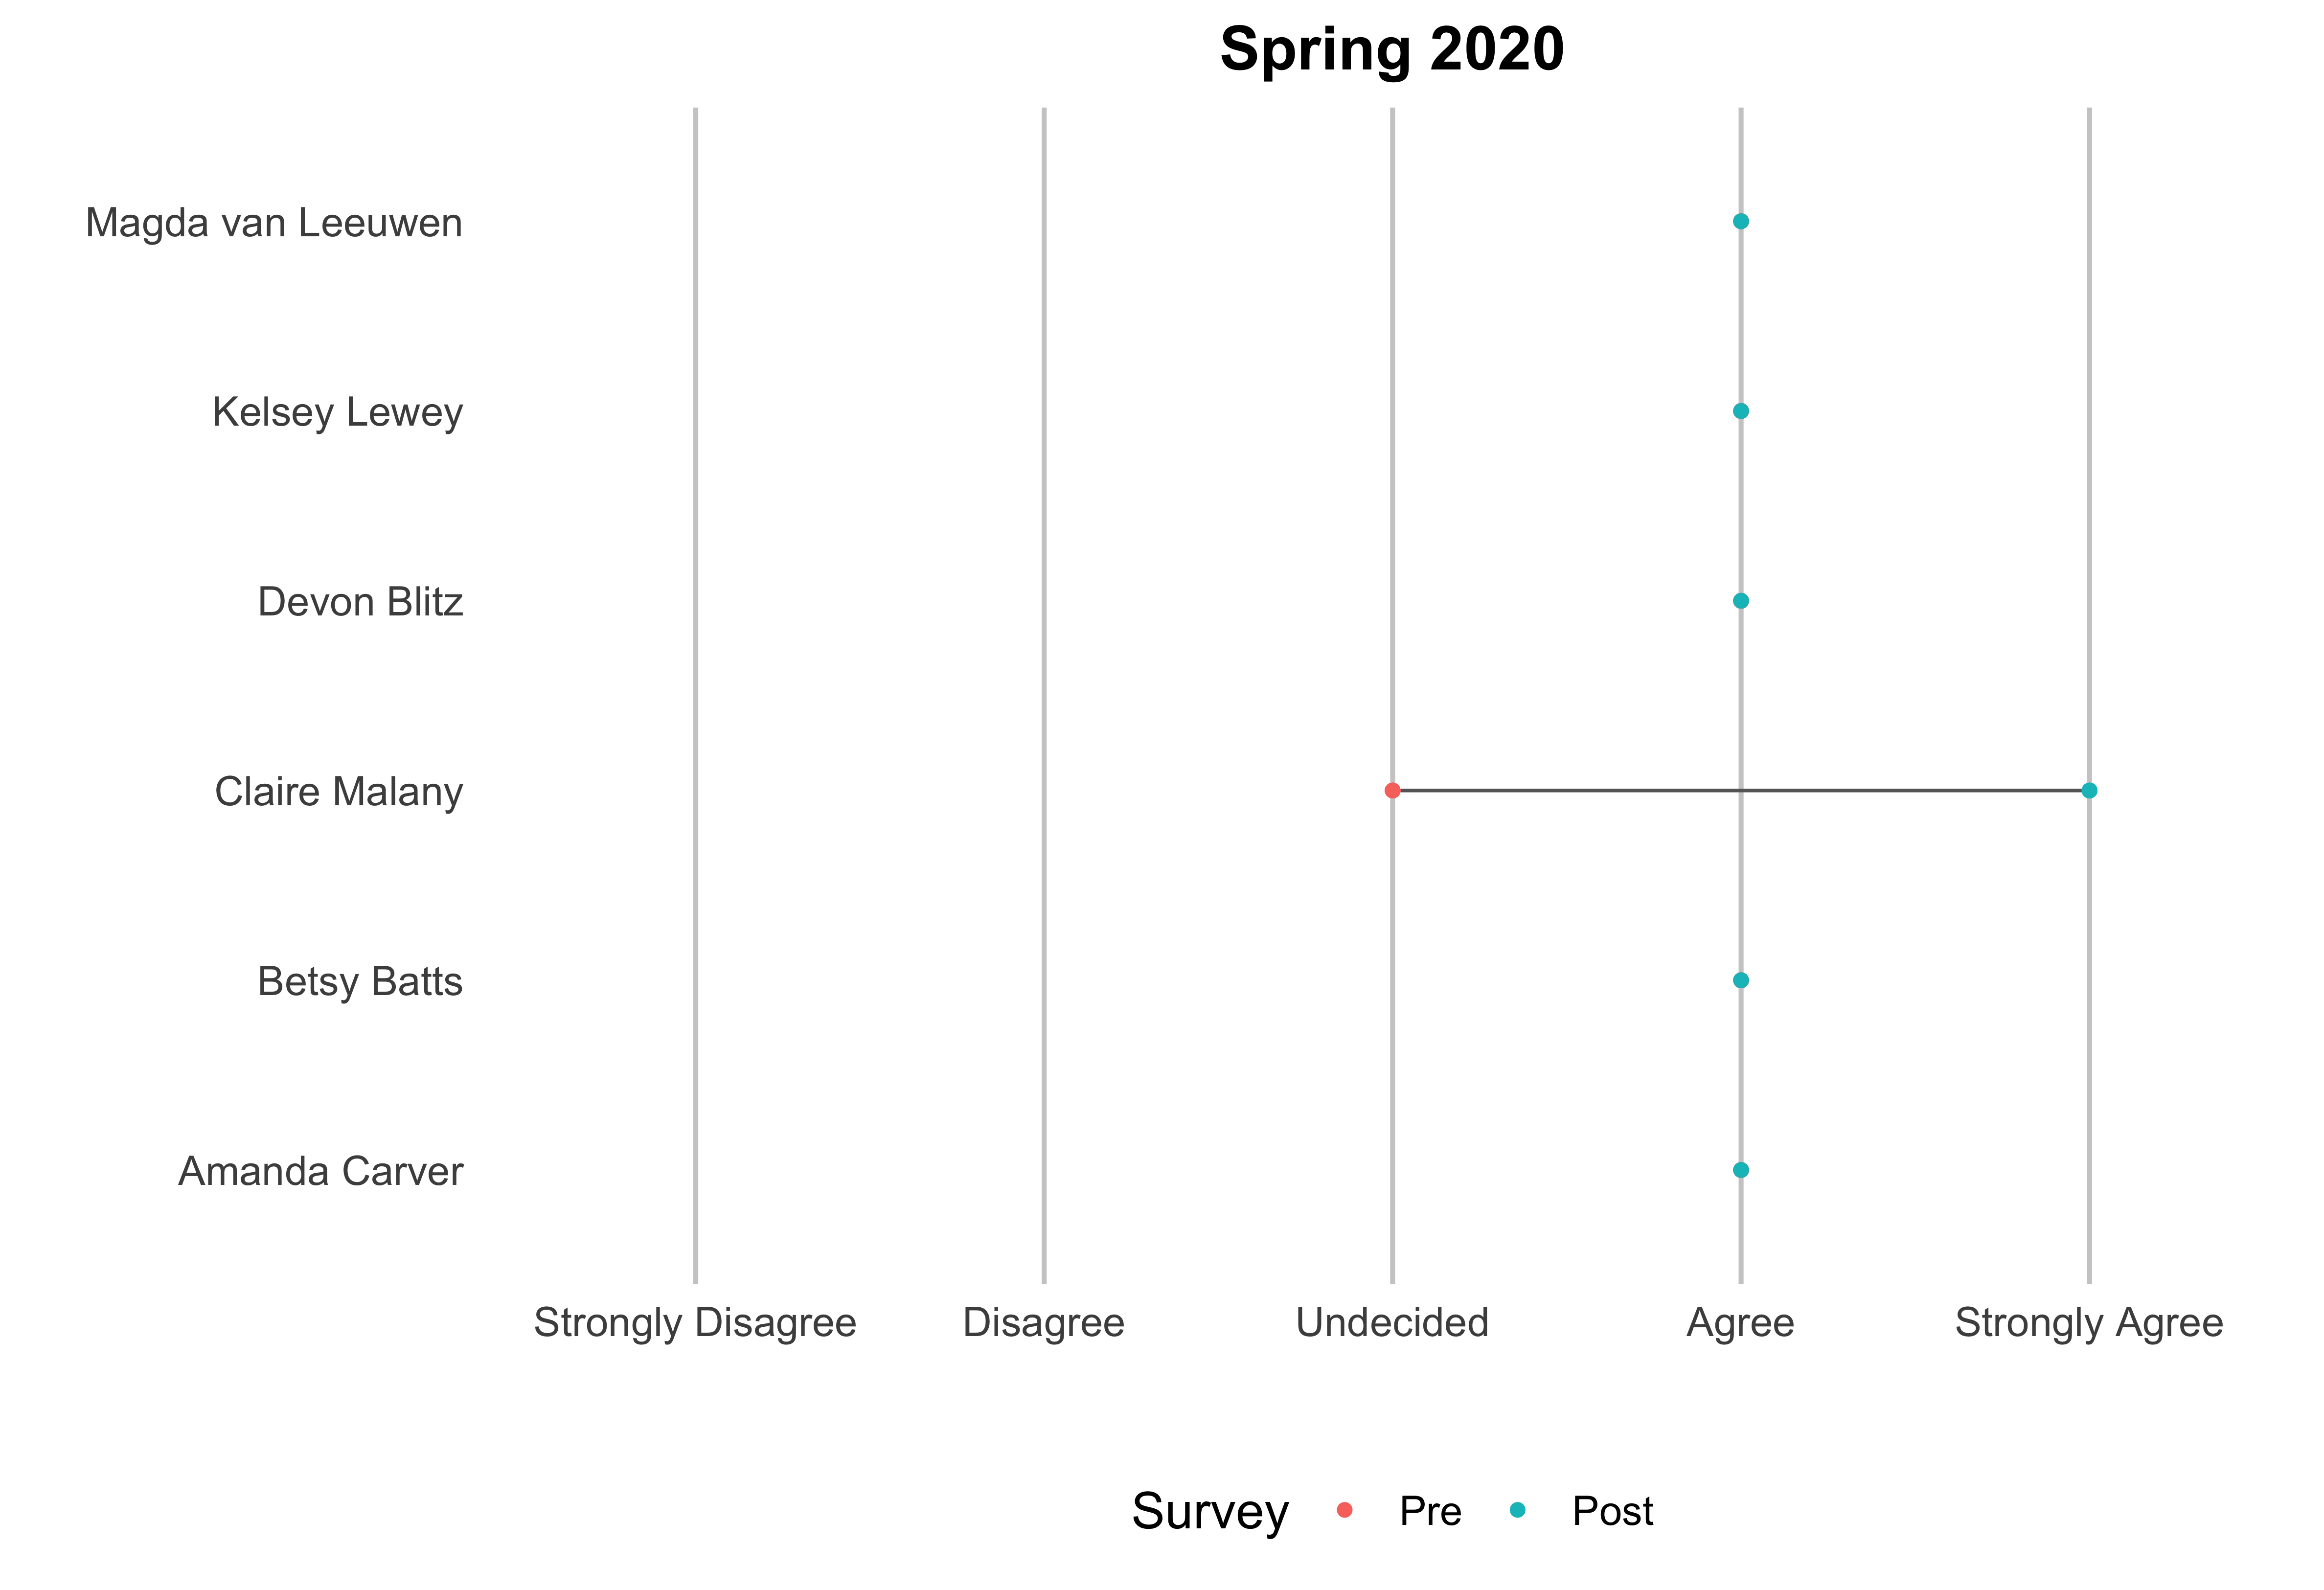 Spring 2020
Magda van Leeuwen
Kelsey Lewey
Devon Blitz
Claire Malany
Betsy Batts
Amanda Carver
Strongly Disagree Disagree Undecided Agree Strongly Agree
Survey Pre Post